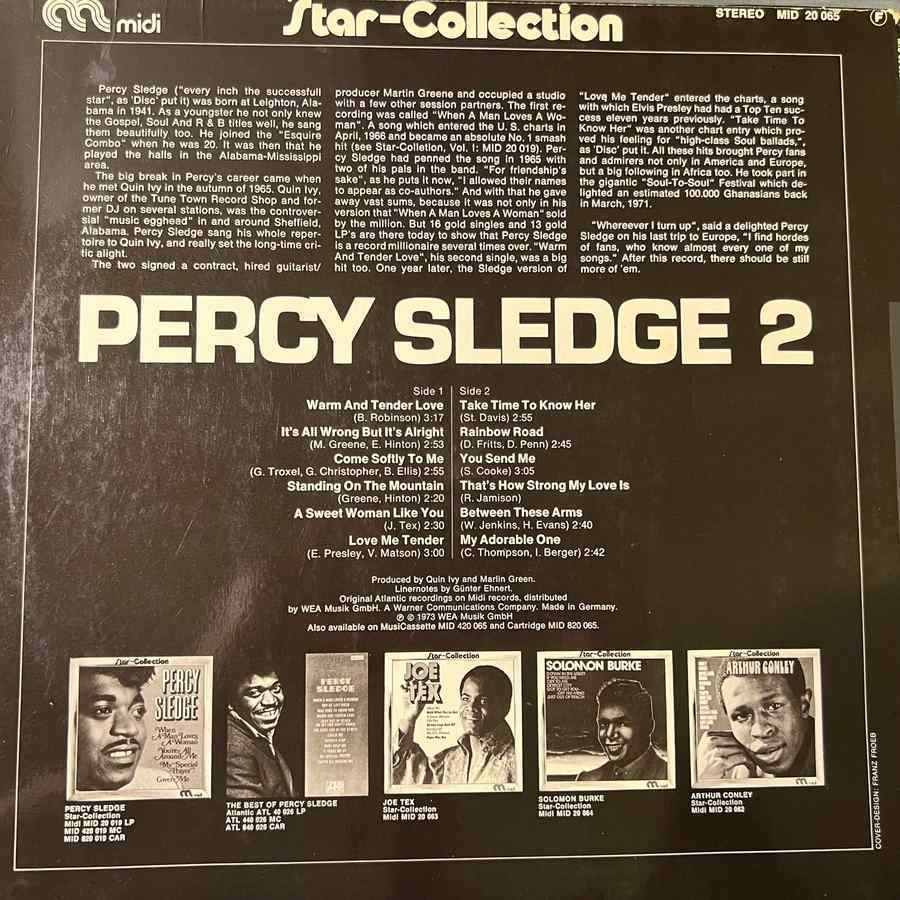 midi
Star-Collection
STEREO MID 20 065
F
Percy Sledge ("every inch the successfull
star", as 'Disc' put it) was born at Leighton, Ala-
bama in 1941. As a youngster he not only knew
the Gospel, Soul And R & B titles well, he sang
them beautifully too. He joined the "Esquire
Combo" when he was 20. It was then that he
played the halls in the Alabama-Mississippi
area.
The big break in Percy's career came when
he met Quin Ivy in the autumn of 1965. Quin Ivy,
owner of the Tune Town Record Shop and for-
mer DJ on several stations, was the controver-
sial "music egghead" in and around Sheffield,
Alabama. Percy Sledge sang his whole reper-
toire to Quin Ivy, and really set the long-time cri-
tic alight.
The two signed a contract, hired guitarist/
producer Martin Greene and occupied a studio
with a few other session partners. The first re-
cording was called "When A Man Loves A Wo-
man". A song which entered the U. S. charts in
April, 1966 and became an absolute No. 1 smash
hit (see Star-Colletion, Vol. I: MID 20 019). Per-
cy Sledge had penned the song in 1965 with
two of his pals in the band. "For friendship's
sake", as he puts it now, "I allowed their names
to appear as co-authors." And with that he gave
away vast sums, because it was not only in his
version that "When A Man Loves A Woman" sold
by the million. But 16 gold singles and 13 gold
LP's are there today to show that Percy Sledge
is a record millionaire several times over. "Warm
And Tender Love", his second single, was a big
hit too. One year later, the Sledge version of
"Love Me Tender" entered the charts, a song
with which Elvis Presley had had a Top Ten suc-
cess eleven years previously. "Take Time To
Know Her" was another chart entry which pro-
ved his feeling for "high-class Soul ballads,",
as 'Disc' put it. All these hits brought Percy fans
and admirers not only in America and Europe,
but a big following in Africa too. He took part in
the gigantic "Soul-To-Soul" Festival which de-
lighted an Antimated 100.000 Ghanasians back
in March, 1971.
"Whereever I turn up", said a delighted Percy
Sledge on his last trip to Europe, "I find hordes
of fans, who know almost every one of my
songs." After this record, there should be still
more of 'em.
PERCY SLEDGE 2
Side 1
Warm And Tender Love
(B. Robinson) 3:17
It's All Wrong But It's Alright
(M. Greene, E. Hinton) 2:53
Come Softly To Me
(G. Troxel, G. Christopher, B. Ellis) 2:55
Standing On The Mountain
(Greene, Hinton) 2:20
A Sweet Woman Like You
(J. Tex) 2:30
Love Me Tender
(E. Presley, V. Matson) 3:00
Side 2
Take Time To Know Her
(St. Davis) 2:55
Rainbow Road
(D. Fritts, D. Penn) 2:45
You Send Me
(S. Cooke) 3:05
That's How Strong My Love Is
(R. Jamison)
Between These Arms
(W. Jenkins, H. Evans) 2:40
My Adorable One
(C. Thompson, I. Berger) 2:42
Produced by Quin Ivy and Marlin Green.
Linernotes by Günter Ehnert.
Original Atlantic recordings on Midi records, distributed
by WEA Musik GmbH. A Warner Communications Company. Made in Germany.
℗ © 1973 WEA Musik GmbH
Also available on MusiCassette MID 420 065 and Cartridge MID 820 065.
Star-Collection
PERCY
SLEDGE
When
A Man Loves
A Woman
You're All
Around Me
My Special
Prayer
PERCY SLEDGE
Star-Collection
Midi MID 20 019 LP
MID 420 019 MC
MID 820 019 CAR
PERCY
SLEDGE
THE BEST OF PERCY SLEDGE
Atlantic ATL 40 026 LP
ATL 440 026 MC
ATL 840 026 CAR
Star-Collection
JOE
TEX
JOE TEX
Star-Collection
Midi MID 20 063
Star-Collection
SOLOMON BURKE
SOLOMON BURKE
Star-Collection
Midi MID 20 064
Star-Collection
ARTHUR CONLEY
ARTHUR CONLEY
Star-Collection
Midi MID 20 062
COVER-DESIGN: FRANZ FROEB